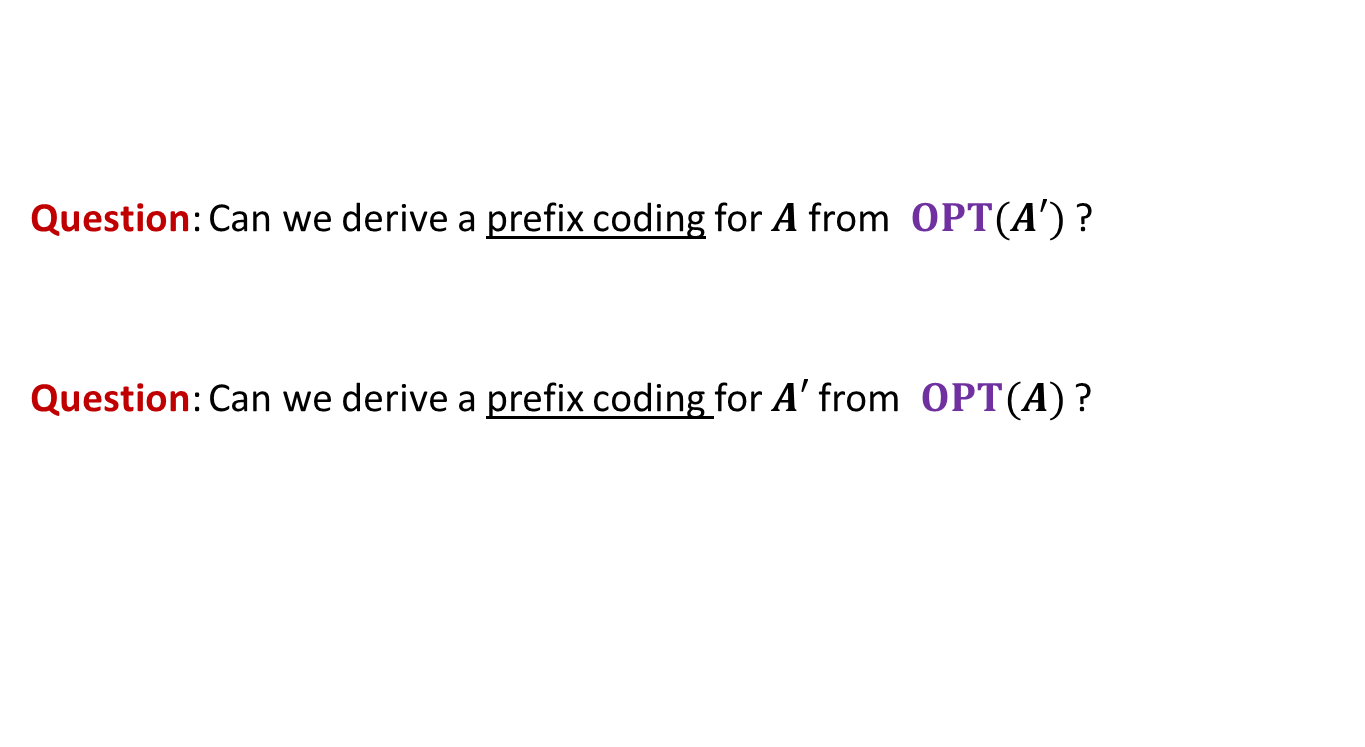 Question: Can we derive a prefix coding for A from OPT(A′) ?
Question: Can we derive a prefix coding for A′ from OPT(A) ?